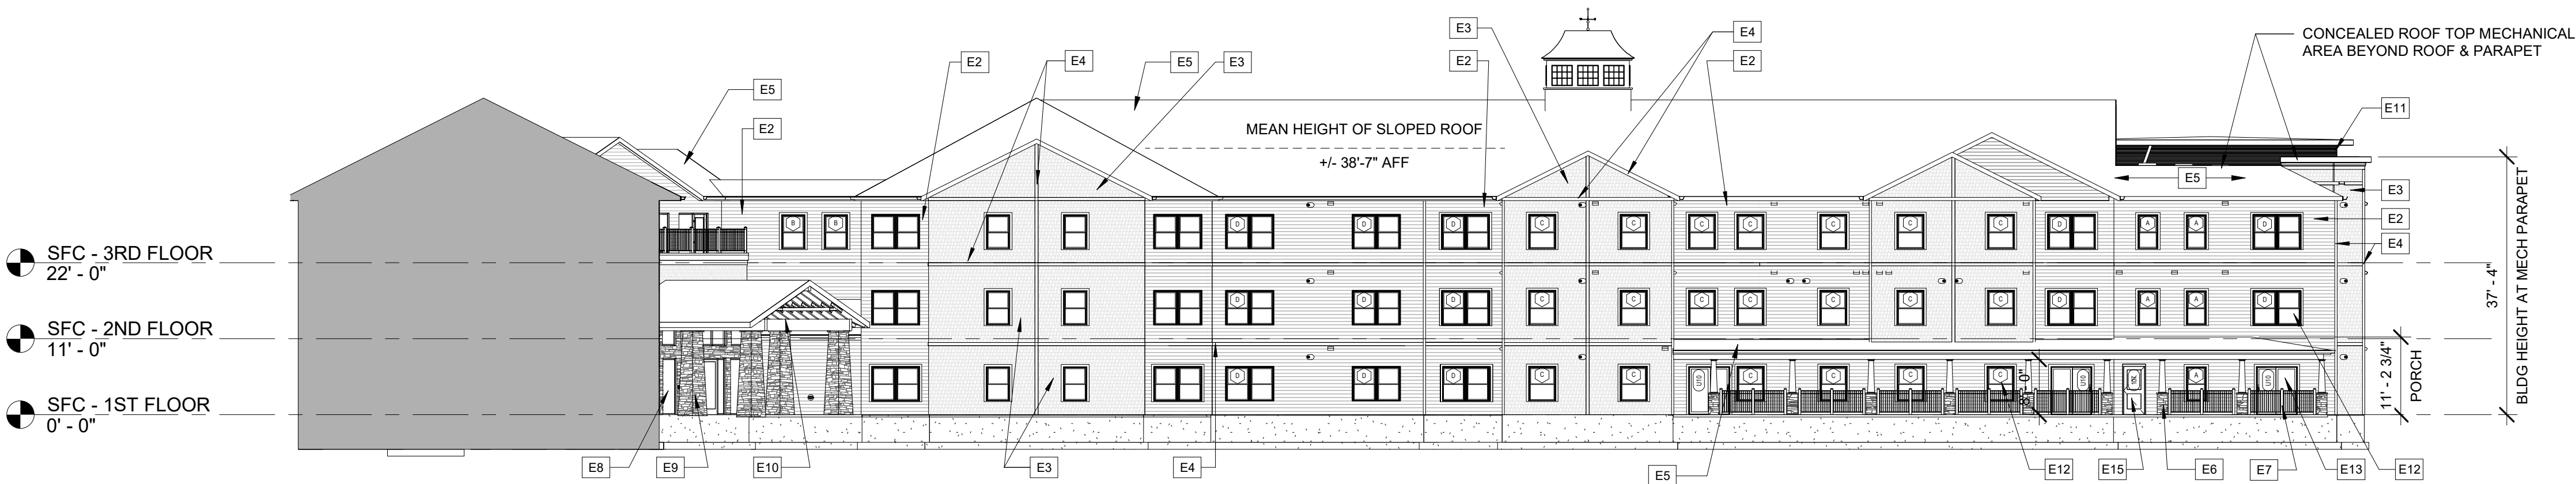 CONCEALED ROOF TOP MECHANICAL
AREA BEYOND ROOF & PARAPET
E3
E4
E2
E4
E5
E3
E2
E2
E5
E11
E2
MEAN HEIGHT OF SLOPED ROOF
+/- 38'-7" AFF
E5
E3
E2
E4
B
B
D
D
D
C
C
C
C
C
C
C
D
A
A
D
SFC - 3RD FLOOR
22' - 0"
D
D
D
C
C
C
C
C
C
C
D
A
A
D
37' - 4"
BLDG HEIGHT AT MECH PARAPET
SFC - 2ND FLOOR
11' - 0"
D
D
D
C
C
C
C
C
A
8' - 0"
11' - 2 3/4"
PORCH
SFC - 1ST FLOOR
0' - 0"
E8
E9
E10
E3
E4
E5
E12
E15
E6
E7
E13
E12